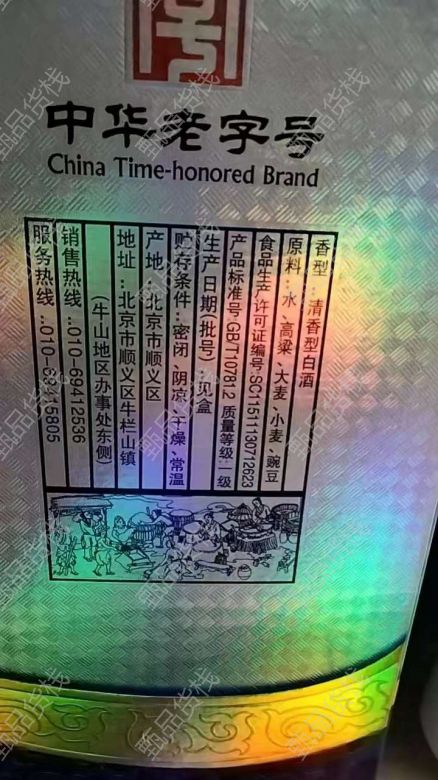 中华老字号
China Time-honored Brand
香型：清香型白酒
原料：水、高粱、大麦、小麦、豌豆
食品生产许可证编号:SC11511130712623
产品标准号:GB/T10781.2 质量等级:一级
生产日期(批号):见盒
贮存条件:密闭、阴凉、干燥、常温
产地:北京市顺义区
地址:北京市顺义区牛栏山镇
(牛山地区办事处东侧)
销售热线:010-69412536
服务热线:010-69415805
甄品货栈